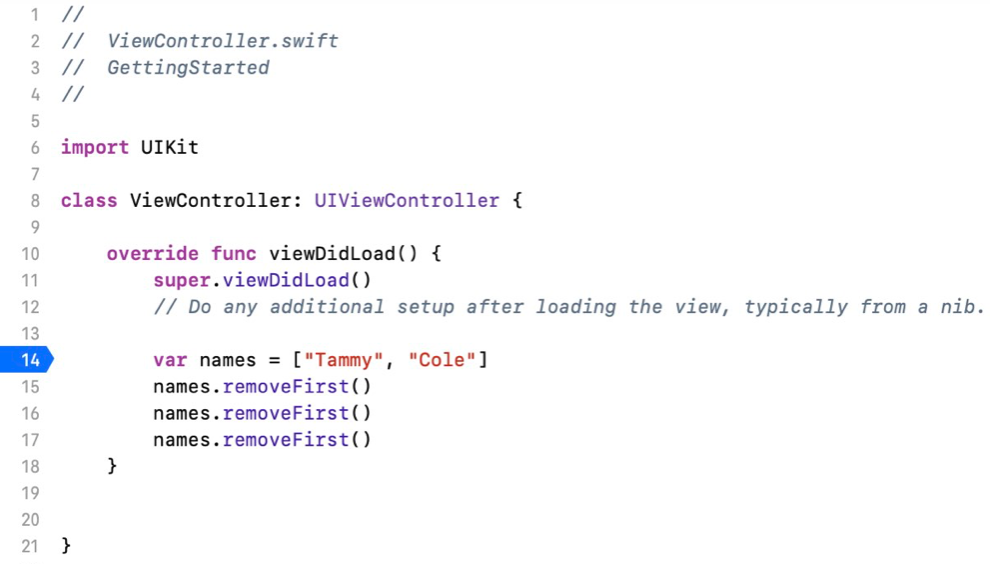 1 //
2 //  ViewController.swift
3 //  GettingStarted
4 //
5
6 import UIKit
7
8 class ViewController: UIViewController {
9
10     override func viewDidLoad() {
11         super.viewDidLoad()
12         // Do any additional setup after loading the view, typically from a nib.
13
14         var names = ["Tammy", "Cole"]
15         names.removeFirst()
16         names.removeFirst()
17         names.removeFirst()
18     }
19
20
21 }